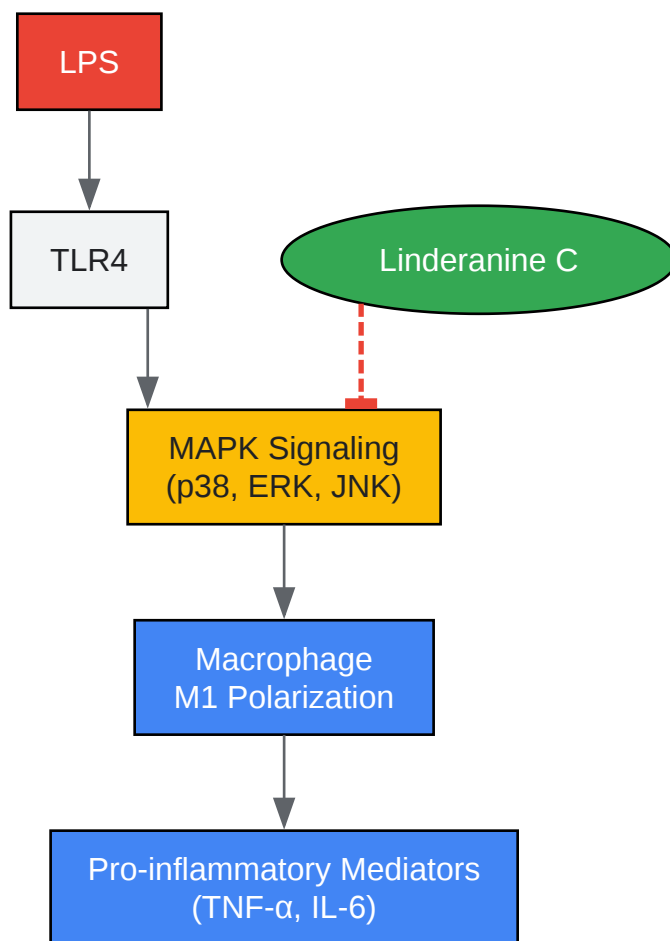 LPS
TLR4
Linderanine C
MAPK Signaling
(p38, ERK, JNK)
Macrophage
M1 Polarization
Pro-inflammatory Mediators
(TNF-α, IL-6)